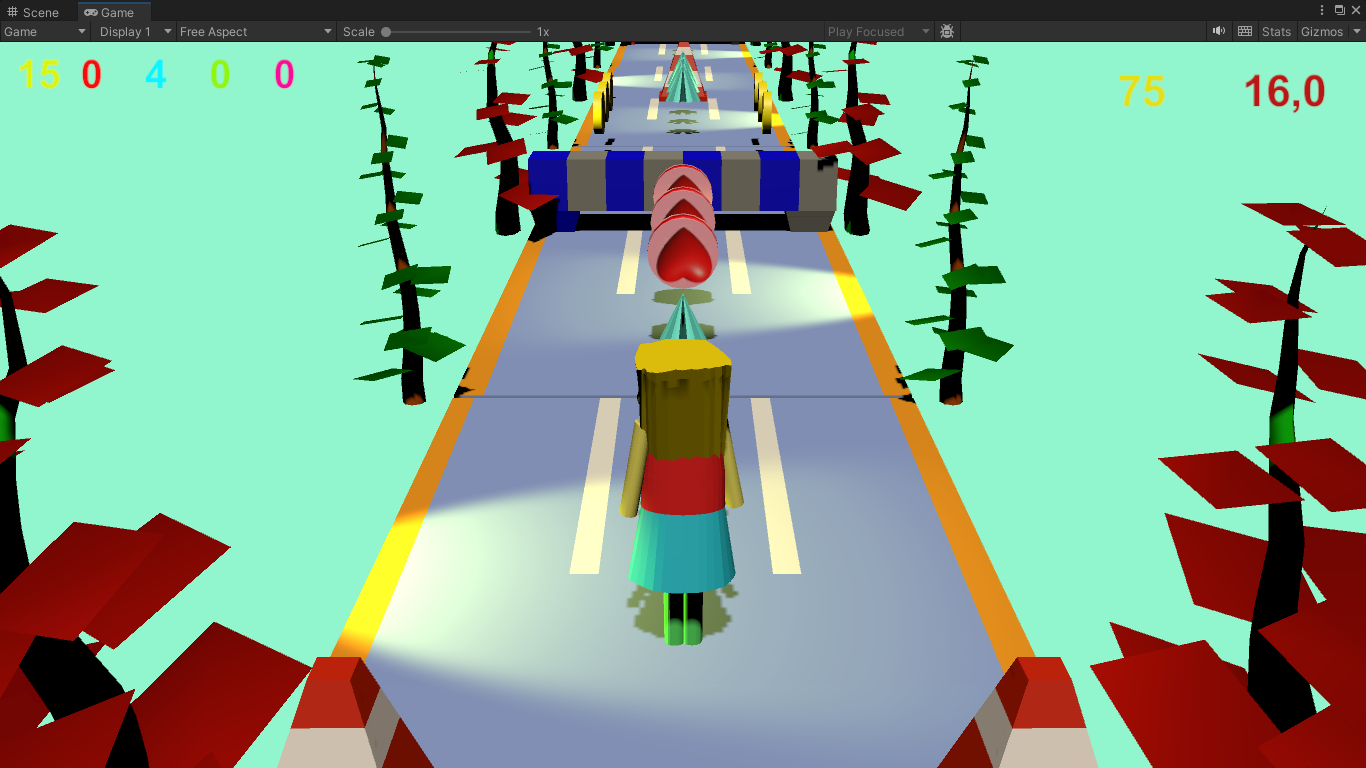 Scene Game
Game Display 1 Free Aspect Scale 1x Play Focused Stats Gizmos
15 0 4 0 0 75 16,0